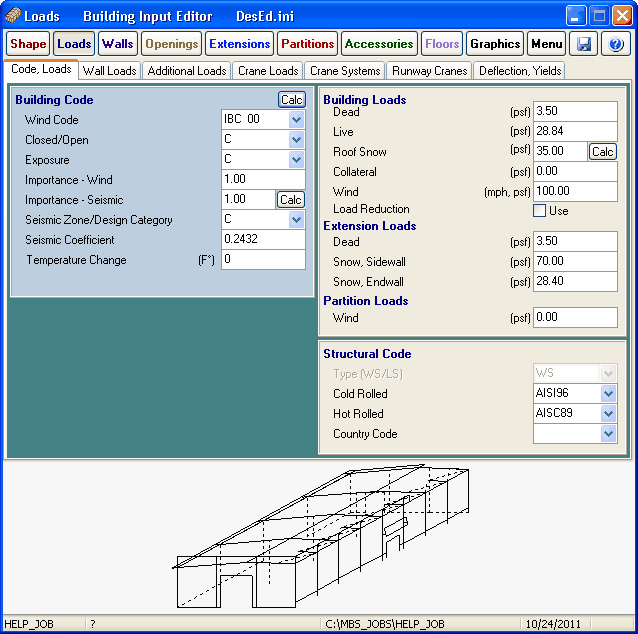 Loads Building Input Editor DesEd.ini
Shape Loads Walls Openings Extensions Partitions Accessories Floors Graphics Menu
Code, Loads Wall Loads Additional Loads Crane Loads Crane Systems Runway Cranes Deflection, Yields
Building Code Calc
Wind Code IBC 00
Closed/Open C
Exposure C
Importance - Wind 1.00
Importance - Seismic 1.00 Calc
Seismic Zone/Design Category C
Seismic Coefficient 0.2432
Temperature Change (F°) 0
Building Loads
Dead (psf) 3.50
Live (psf) 28.84
Roof Snow (psf) 35.00 Calc
Collateral (psf) 0.00
Wind (mph, psf) 100.00
Load Reduction Use
Extension Loads
Dead (psf) 3.50
Snow, Sidewall (psf) 70.00
Snow, Endwall (psf) 28.40
Partition Loads
Wind (psf) 0.00
Structural Code
Type (WS/LS) WS
Cold Rolled AISI96
Hot Rolled AISC89
Country Code
HELP_JOB ? C:\MBS_JOBS\HELP_JOB 10/24/2011